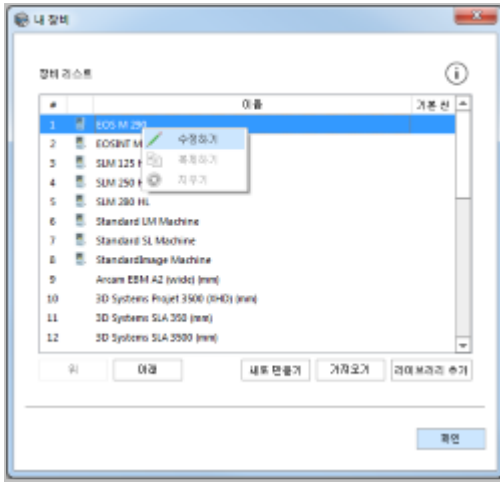 내 장비
장비 리스트
# 이름 기본 선
1 EOS M 290
2 EOSINT M
3 SLM 125 H
4 SLM 250 H
5 SLM 280 HL
6 Standard LM Machine
7 Standard SL Machine
8 StandardImage Machine
9 Arcam EBM A2 (wide) (mm)
10 3D Systems Projet 3500 (XHD) (mm)
11 3D Systems SLA 350 (mm)
12 3D Systems SLA 3500 (mm)
수정하기
복제하기
지우기
위 아래 새로 만들기 가져오기 라이브러리 추가
확인